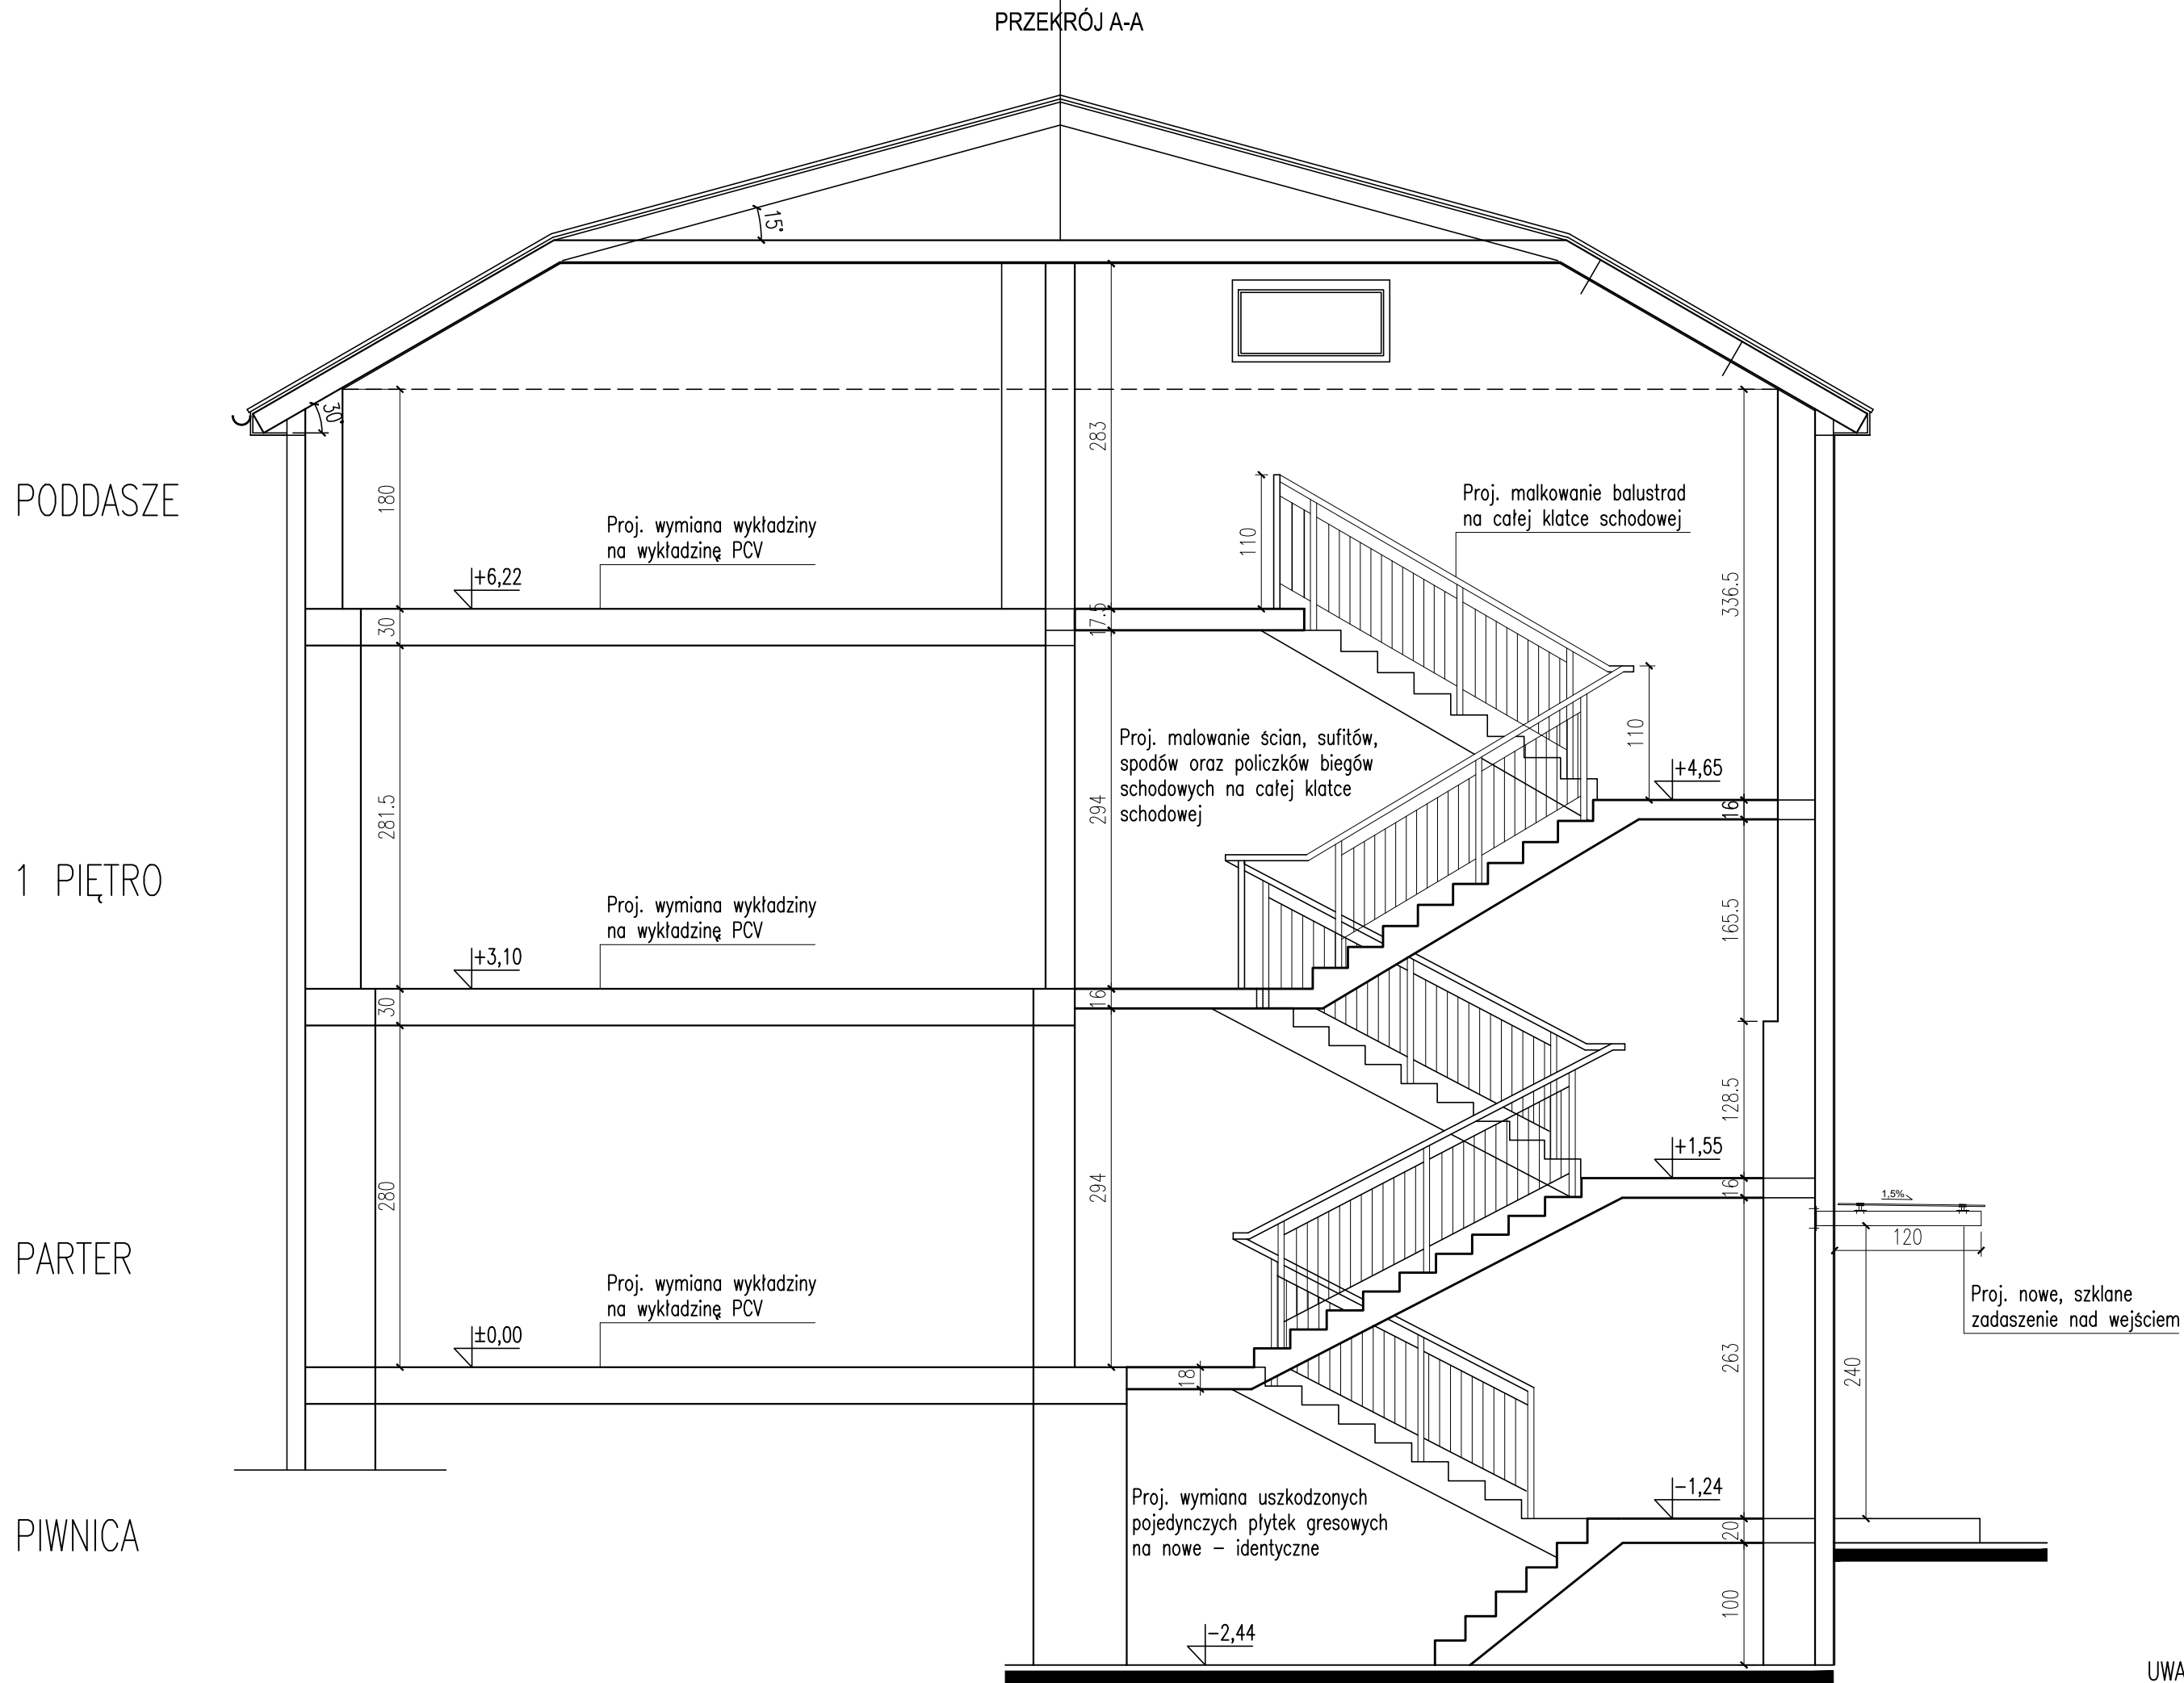 PRZEKRÓJ A-A
15°
30°
PODDASZE
180
283
Proj. wymiana wykładziny
na wykładzinę PCV
+6,22
110
Proj. malkowanie balustrad
na całej klatce schodowej
336.5
30
17.5
110
Proj. malowanie ścian, sufitów,
spodów oraz policzków biegów
schodowych na całej klatce
schodowej
+4,65
16
281.5
294
1 PIĘTRO
Proj. wymiana wykładziny
na wykładzinę PCV
+3,10
165.5
30
16
128.5
+1,55
16
280
294
1,5%
120
PARTER
Proj. wymiana wykładziny
na wykładzinę PCV
±0,00
Proj. nowe, szklane
zadaszenie nad wejściem
18
263
240
Proj. wymiana uszkodzonych
pojedynczych płytek gresowych
na nowe – identyczne
-1,24
PIWNICA
20
100
-2,44
UWA